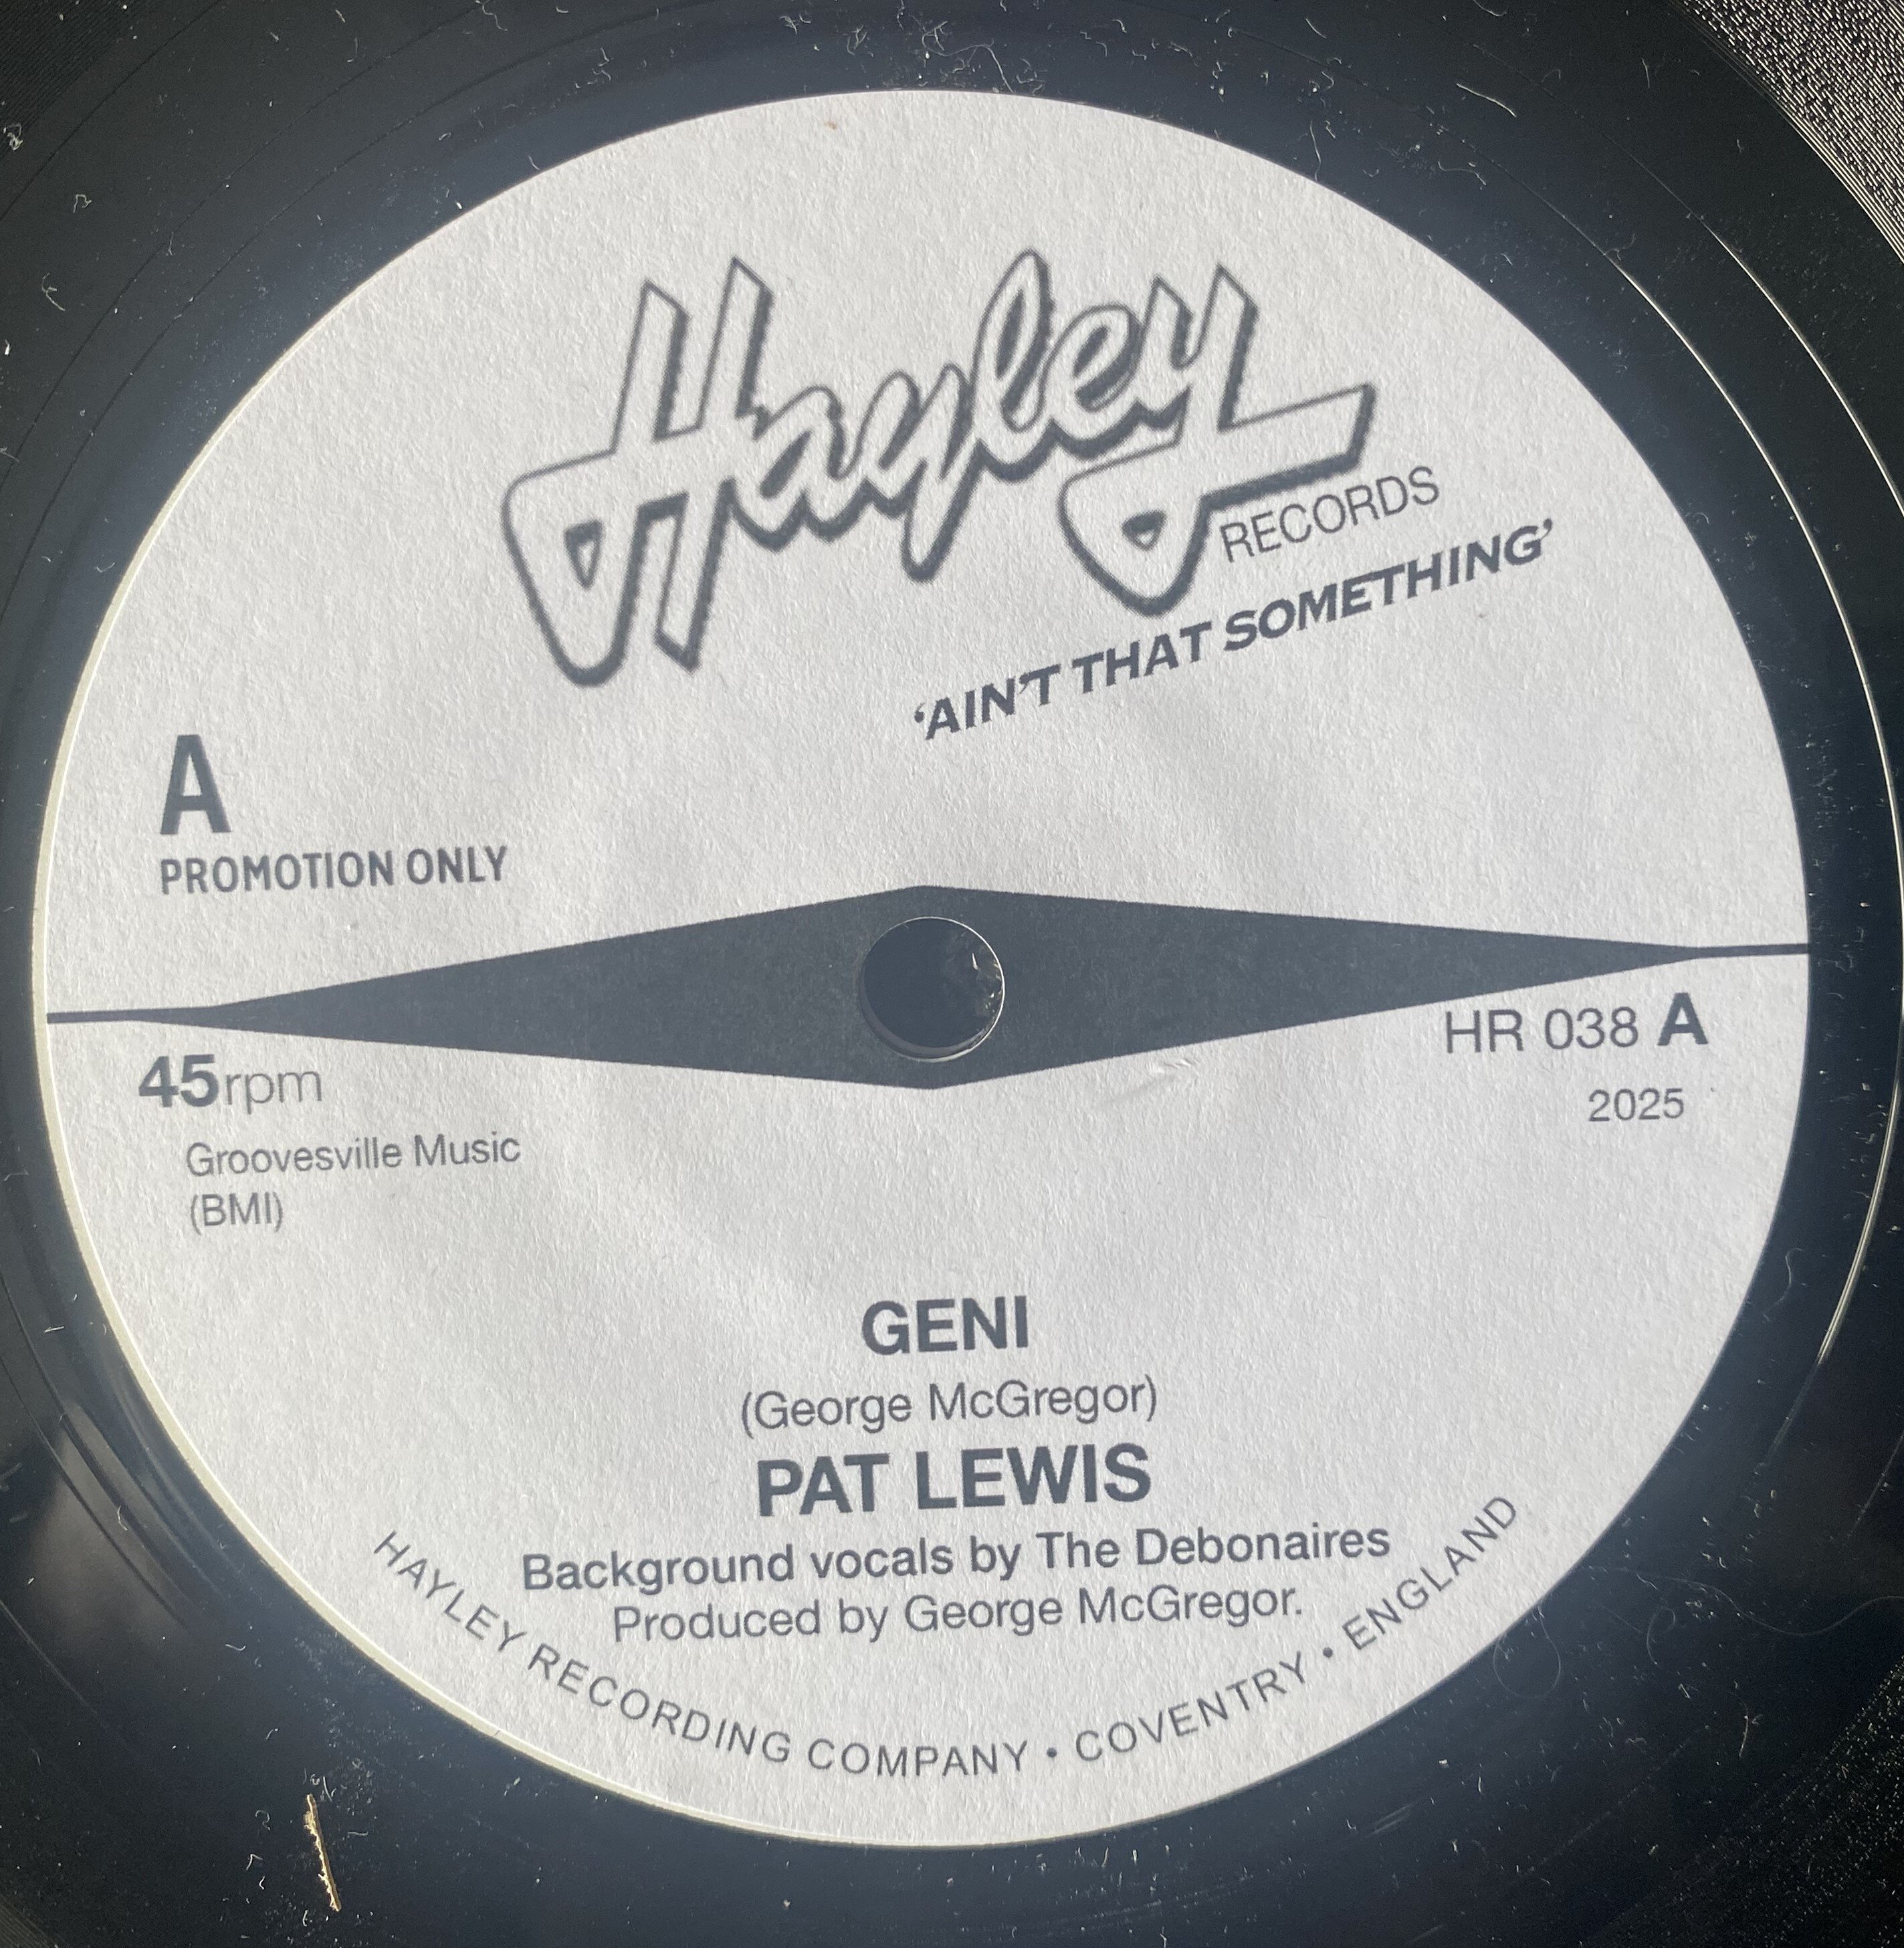 Hayley
RECORDS
‘AIN’T THAT SOMETHING’
A
PROMOTION ONLY
45rpm
HR 038 A
2025
Groovesville Music
(BMI)
GENI
(George McGregor)
PAT LEWIS
Background vocals by The Debonaires
Produced by George McGregor.
HAYLEY RECORDING COMPANY • COVENTRY • ENGLAND